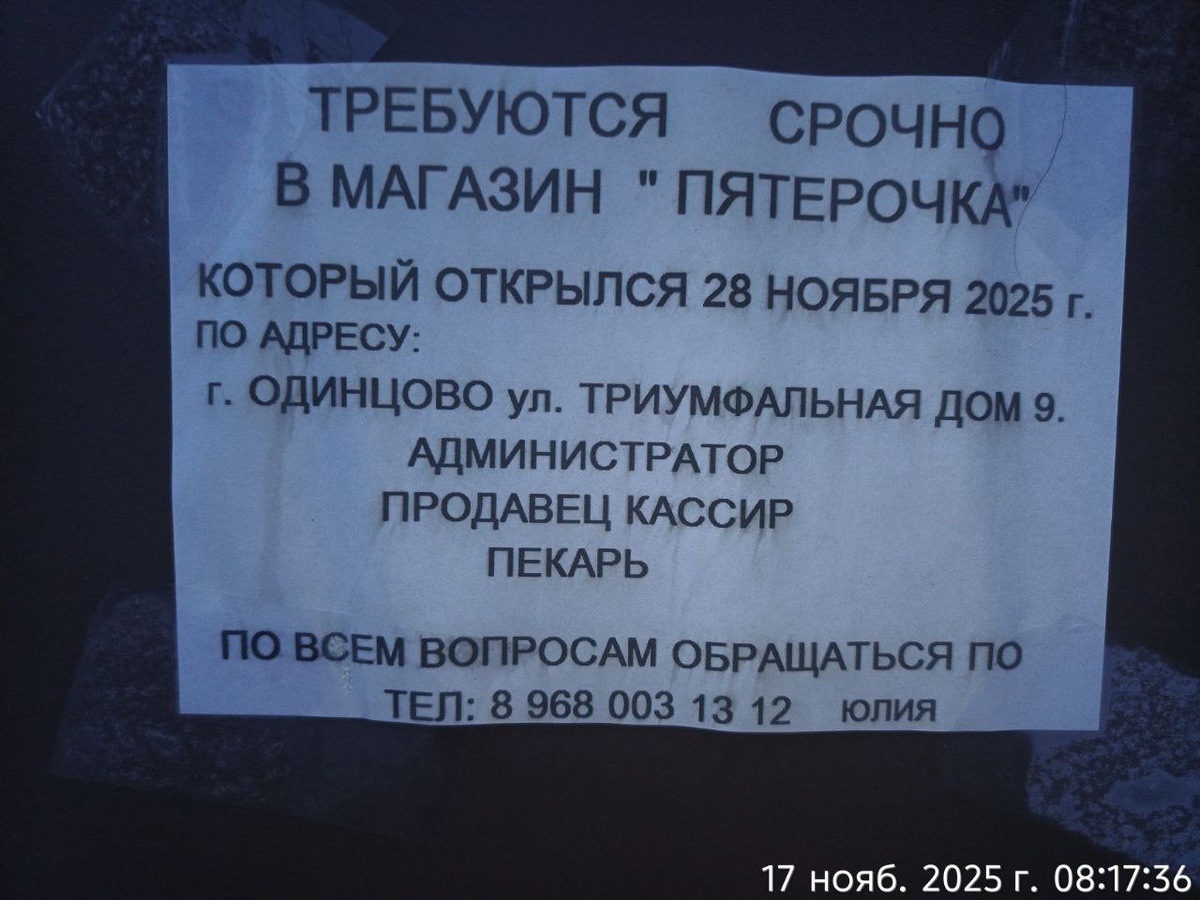 ТРЕБУЮТСЯ СРОЧНО
В МАГАЗИН " ПЯТЕРОЧКА"
КОТОРЫЙ ОТКРЫЛСЯ 28 НОЯБРЯ 2025 г.
ПО АДРЕСУ:
г. ОДИНЦОВО ул. ТРИУМФАЛЬНАЯ ДОМ 9.
АДМИНИСТРАТОР
ПРОДАВЕЦ КАССИР
ПЕКАРЬ
ПО ВСЕМ ВОПРОСАМ ОБРАЩАТЬСЯ ПО
ТЕЛ: 8 968 003 13 12 ЮЛИЯ
17 нояб. 2025 г. 08:17:36